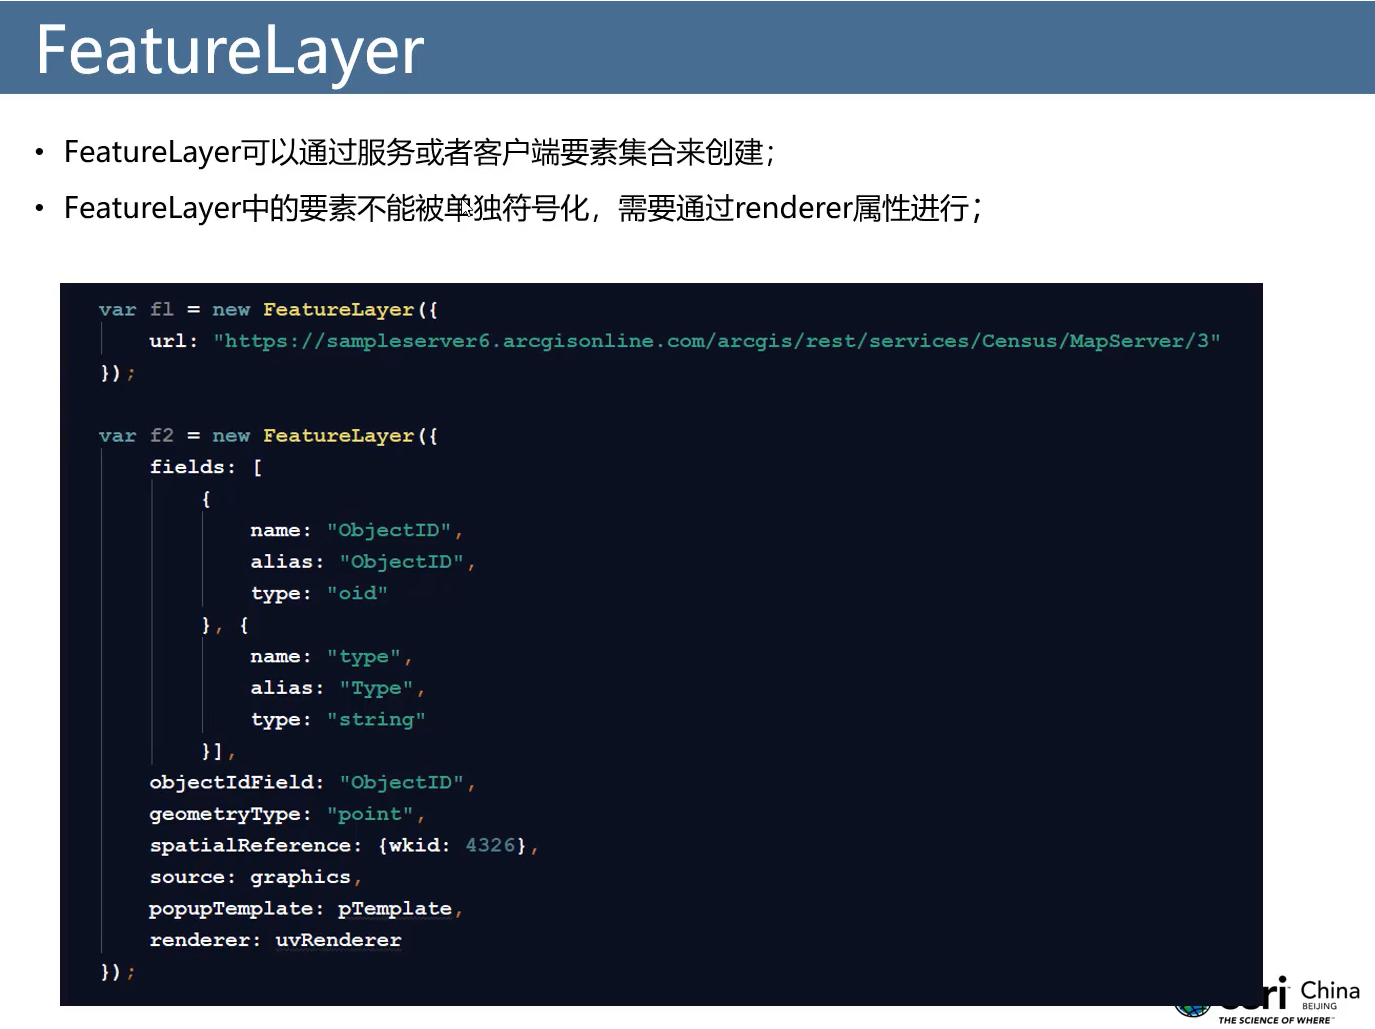 FeatureLayer
• FeatureLayer可以通过服务或者客户端要素集合来创建；
• FeatureLayer中的要素不能被单独符号化，需要通过renderer属性进行；
var f1 = new FeatureLayer({
url: "https://sampleserver6.arcgisonline.com/arcgis/rest/services/Census/MapServer/3"
});
var f2 = new FeatureLayer({
fields: [
{
name: "ObjectID",
alias: "ObjectID",
type: "oid"
}, {
name: "type",
alias: "Type",
type: "string"
}],
objectIdField: "ObjectID",
geometryType: "point",
spatialReference: {wkid: 4326},
source: graphics,
popupTemplate: pTemplate,
renderer: uvRenderer
});
China
BEIJING
THE SCIENCE OF WHERE™